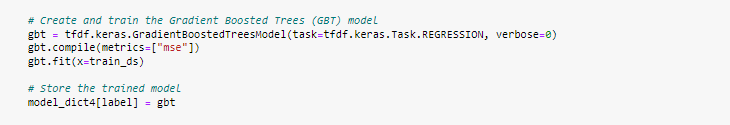 # Create and train the Gradient Boosted Trees (GBT) model
gbt = tfdf.keras.GradientBoostedTreesModel(task=tfdf.keras.Task.REGRESSION, verbose=0)
gbt.compile(metrics=["mse"])
gbt.fit(x=train_ds)
# Store the trained model
model_dict4[label] = gbt